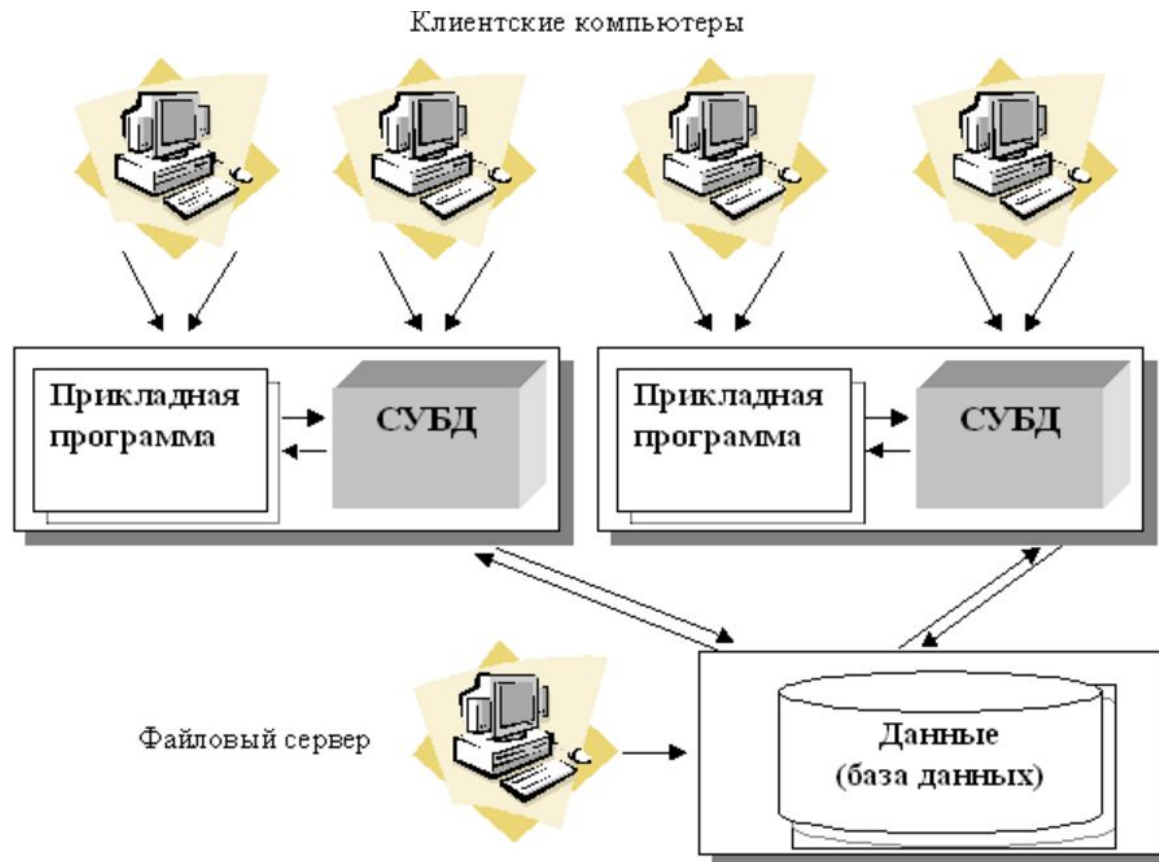 Клиентские компьютеры
Прикладная
программа
СУБД
Прикладная
программа
СУБД
Файловый сервер
Данные
(база данных)